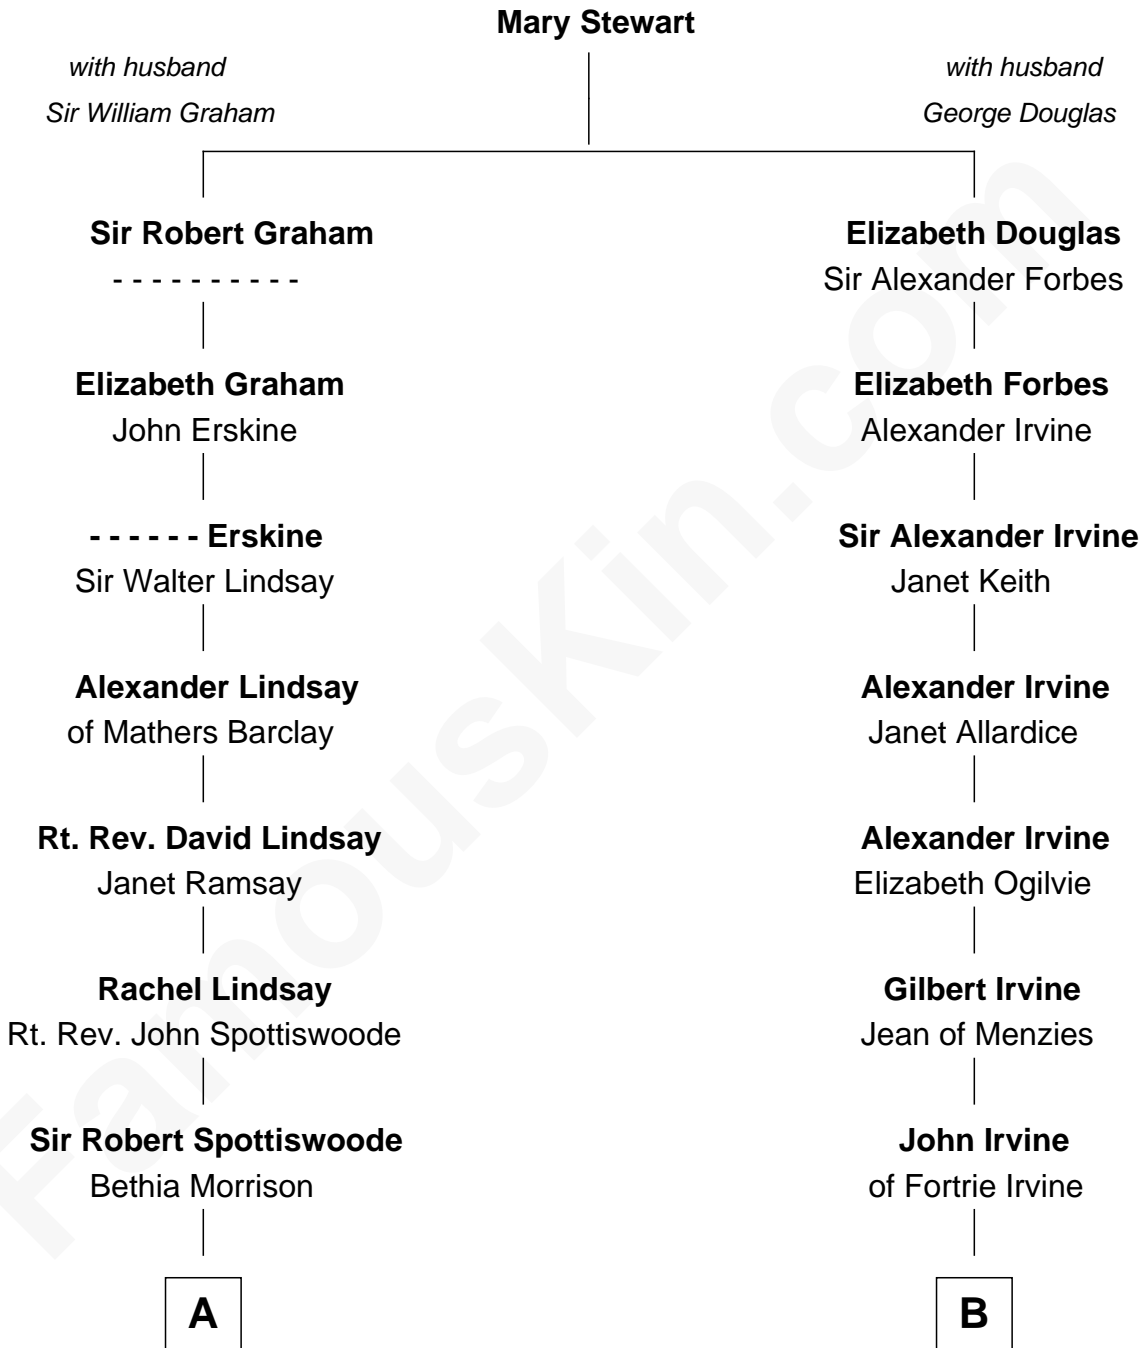 Mary Stewart
with husband
Sir William Graham
with husband
George Douglas
Sir Robert Graham
- - - - - - - - - -
Elizabeth Douglas
Sir Alexander Forbes
Elizabeth Graham
John Erskine
Elizabeth Forbes
Alexander Irvine
- - - - - - Erskine
Sir Walter Lindsay
Sir Alexander Irvine
Janet Keith
Alexander Lindsay
of Mathers Barclay
Alexander Irvine
Janet Allardice
Rt. Rev. David Lindsay
Janet Ramsay
Alexander Irvine
Elizabeth Ogilvie
Rachel Lindsay
Rt. Rev. John Spottiswoode
Gilbert Irvine
Jean of Menzies
Sir Robert Spottiswoode
Bethia Morrison
John Irvine
of Fortrie Irvine
A
B
FamousKin.com